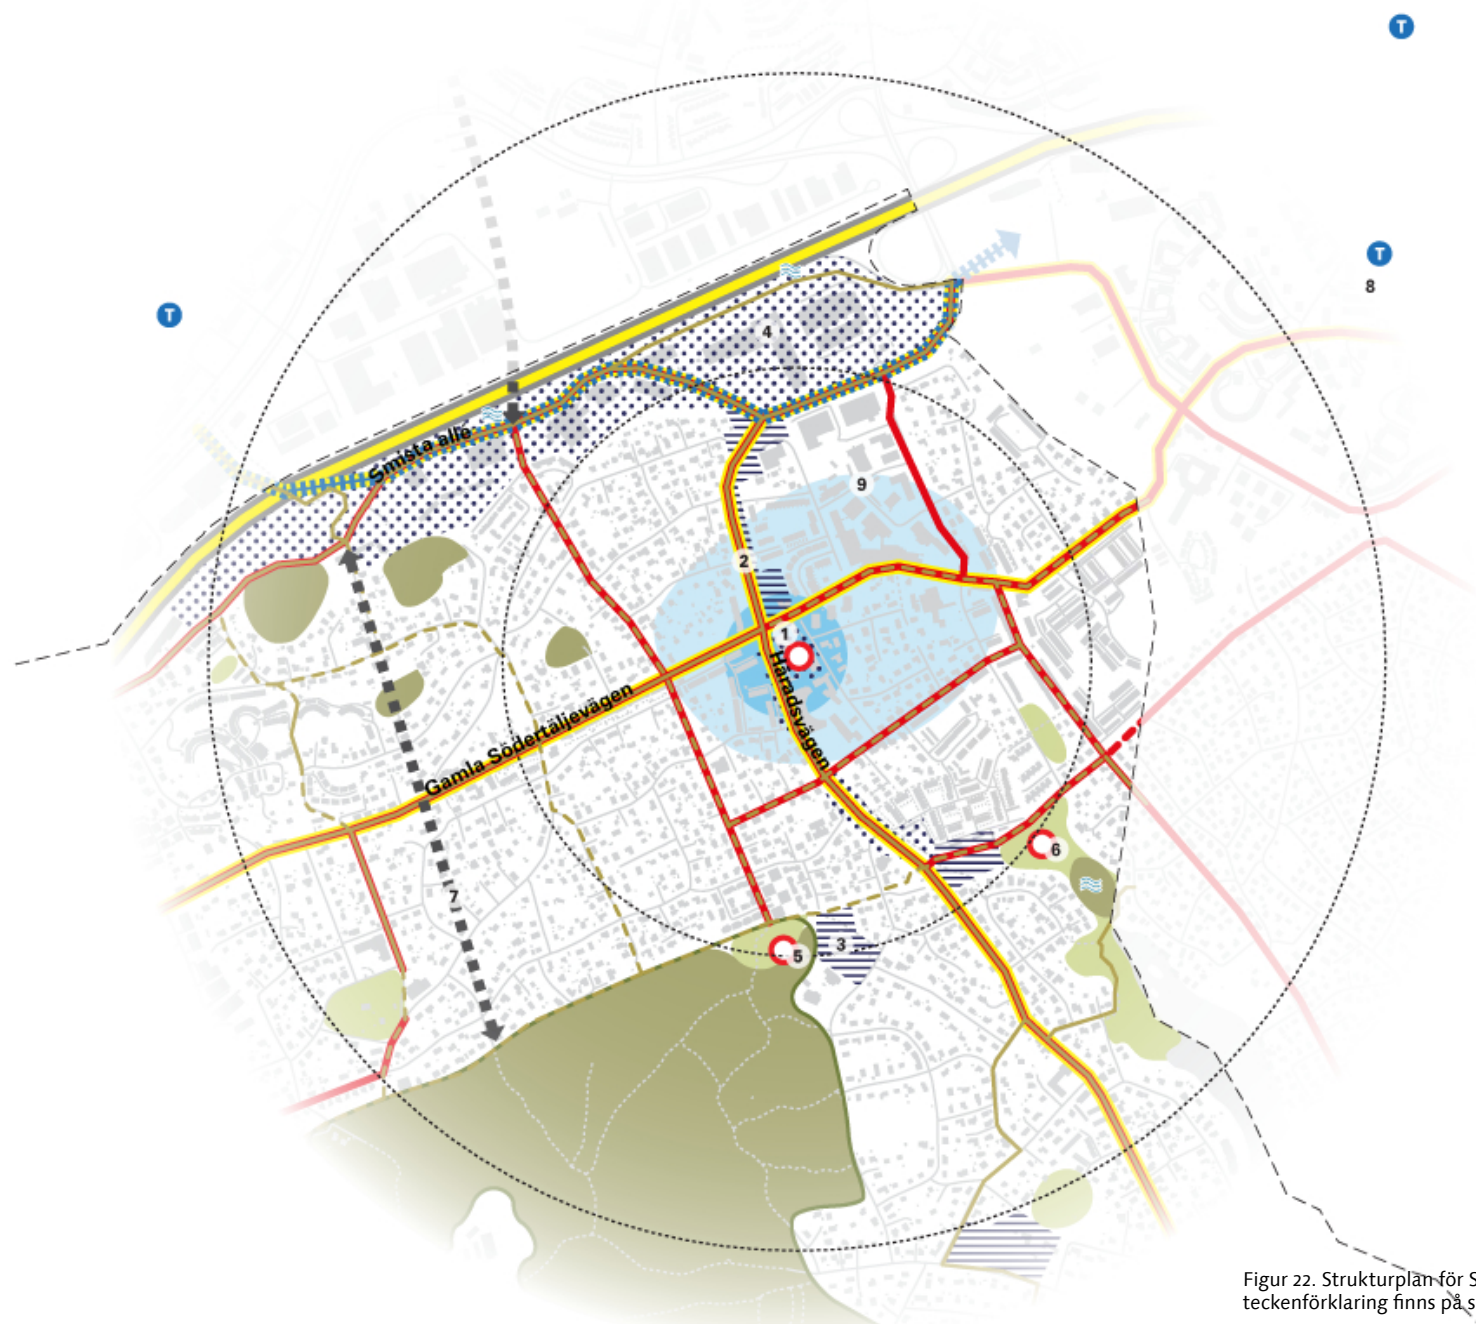 T
T
8
T
4
Smista allé
9
2
1
Häradsvägen
Gamla Södertäljevägen
6
7
3
5
Figur 22. Strukturplan för S
teckenförklaring finns på s